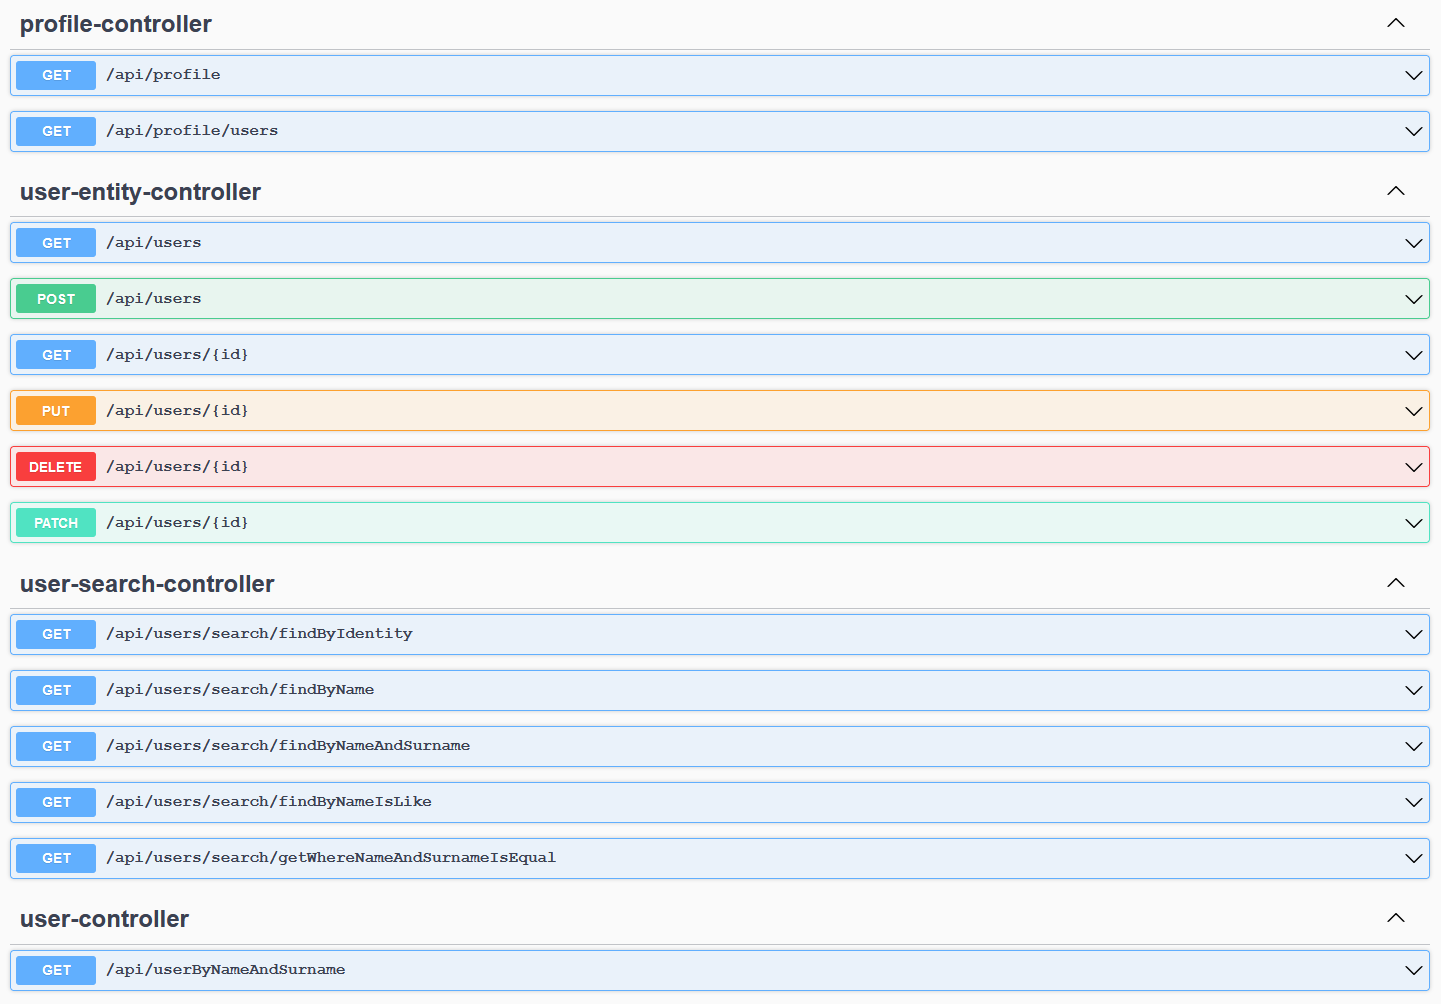 profile-controller
GET /api/profile
GET /api/profile/users
user-entity-controller
GET /api/users
POST /api/users
GET /api/users/{id}
PUT /api/users/{id}
DELETE /api/users/{id}
PATCH /api/users/{id}
user-search-controller
GET /api/users/search/findByIdentity
GET /api/users/search/findByName
GET /api/users/search/findByNameAndSurname
GET /api/users/search/findByNameIsLike
GET /api/users/search/getWhereNameAndSurnameIsEqual
user-controller
GET /api/userByNameAndSurname